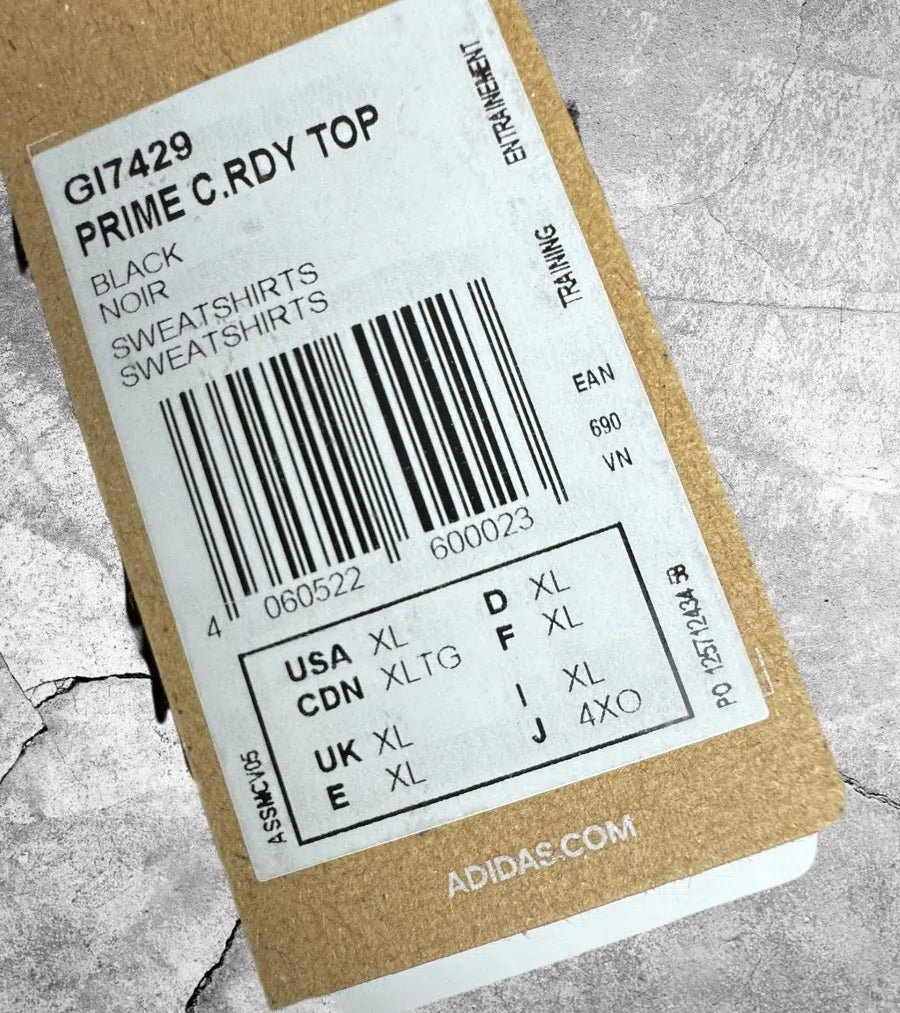 GI7429
PRIME C.RDY TOP
BLACK
NOIR
SWEATSHIRTS
SWEATSHIRTS
ENTRAINEMENT
TRAINING
EAN
690
VN
4 060522 600023
USA XL D XL
CDN XLTG F XL
UK XL I XL
E XL J 4XO
ASSMCV05
PO 125712434 58
ADIDAS.COM